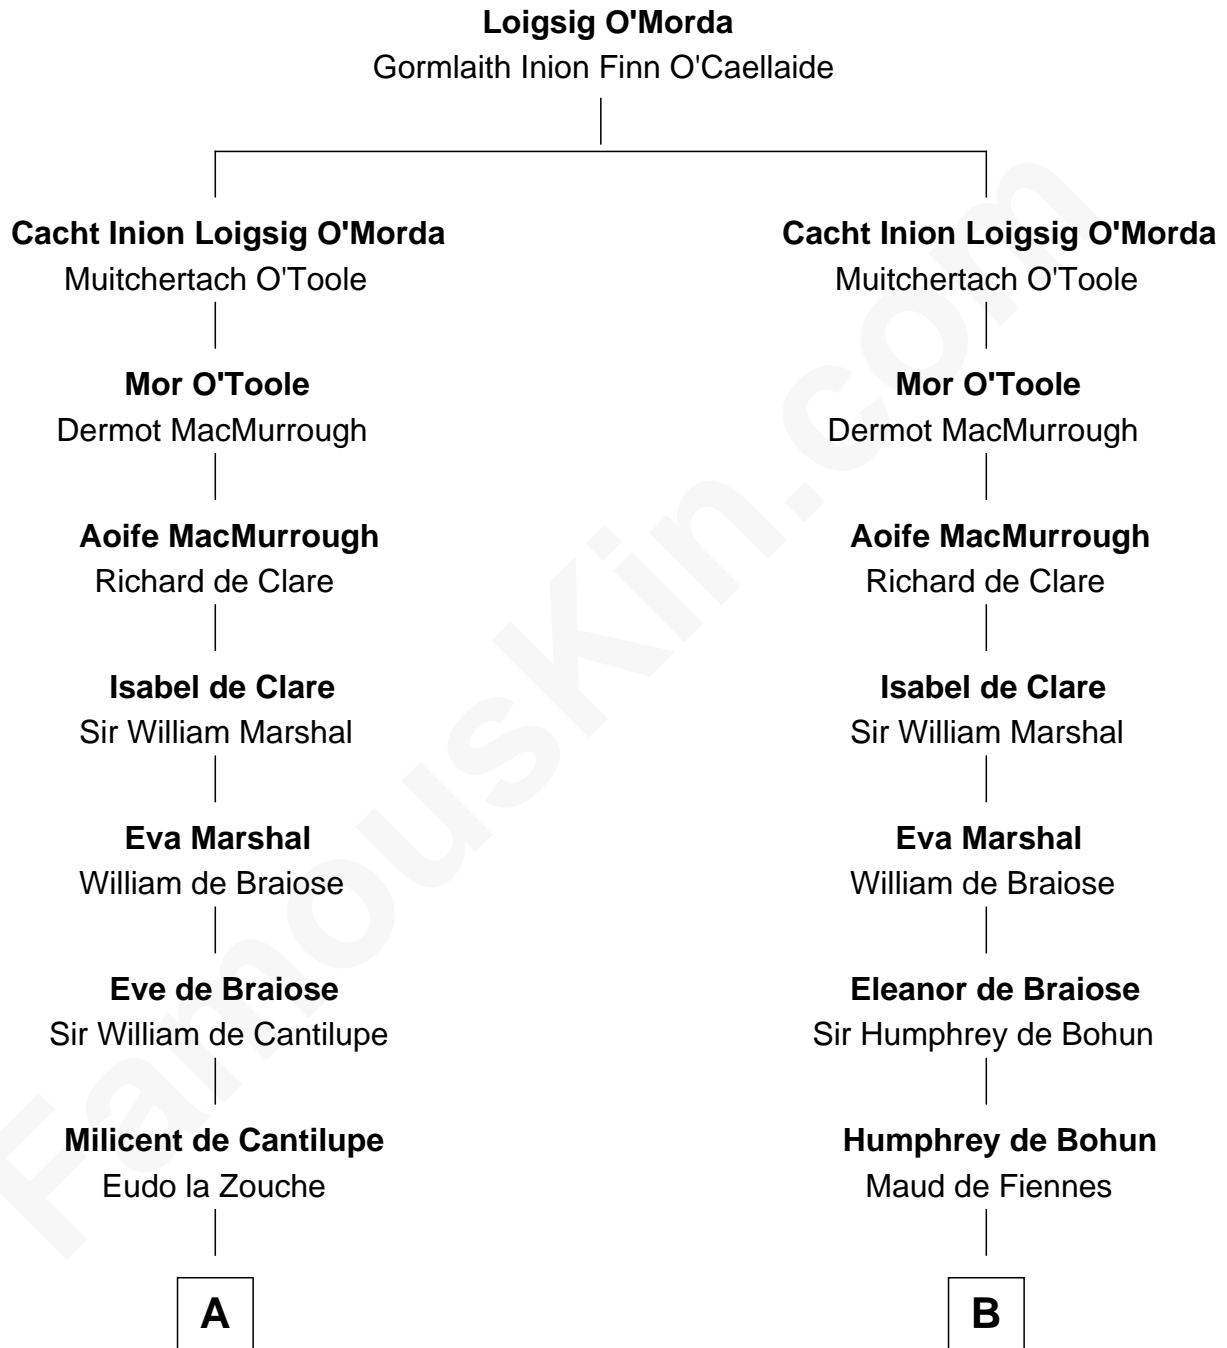 Loigsig O'Morda
Gormlaith Inion Finn O'Caellaide
Cacht Inion Loigsig O'Morda
Muitchertach O'Toole
Mor O'Toole
Dermot MacMurrough
Aoife MacMurrough
Richard de Clare
Isabel de Clare
Sir William Marshal
Eva Marshal
William de Braiose
Eve de Braiose
Sir William de Cantilupe
Milicent de Cantilupe
Eudo la Zouche
A
Cacht Inion Loigsig O'Morda
Muitchertach O'Toole
Mor O'Toole
Dermot MacMurrough
Aoife MacMurrough
Richard de Clare
Isabel de Clare
Sir William Marshal
Eva Marshal
William de Braiose
Eleanor de Braiose
Sir Humphrey de Bohun
Humphrey de Bohun
Maud de Fiennes
B
FamousKin.com